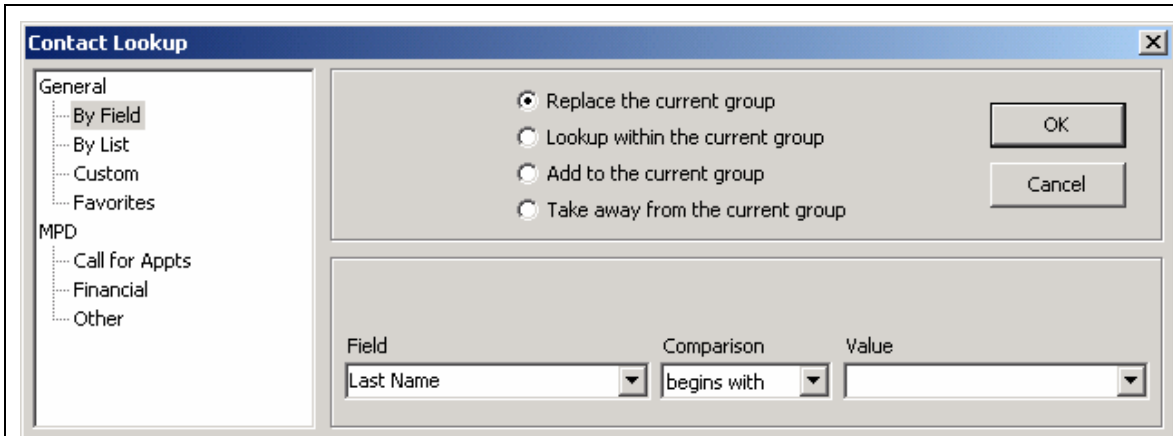 Contact Lookup
General
By Field
By List
Custom
Favorites
MPD
Call for Appts
Financial
Other
Replace the current group
Lookup within the current group
Add to the current group
Take away from the current group
OK
Cancel
Field Comparison Value
Last Name begins with